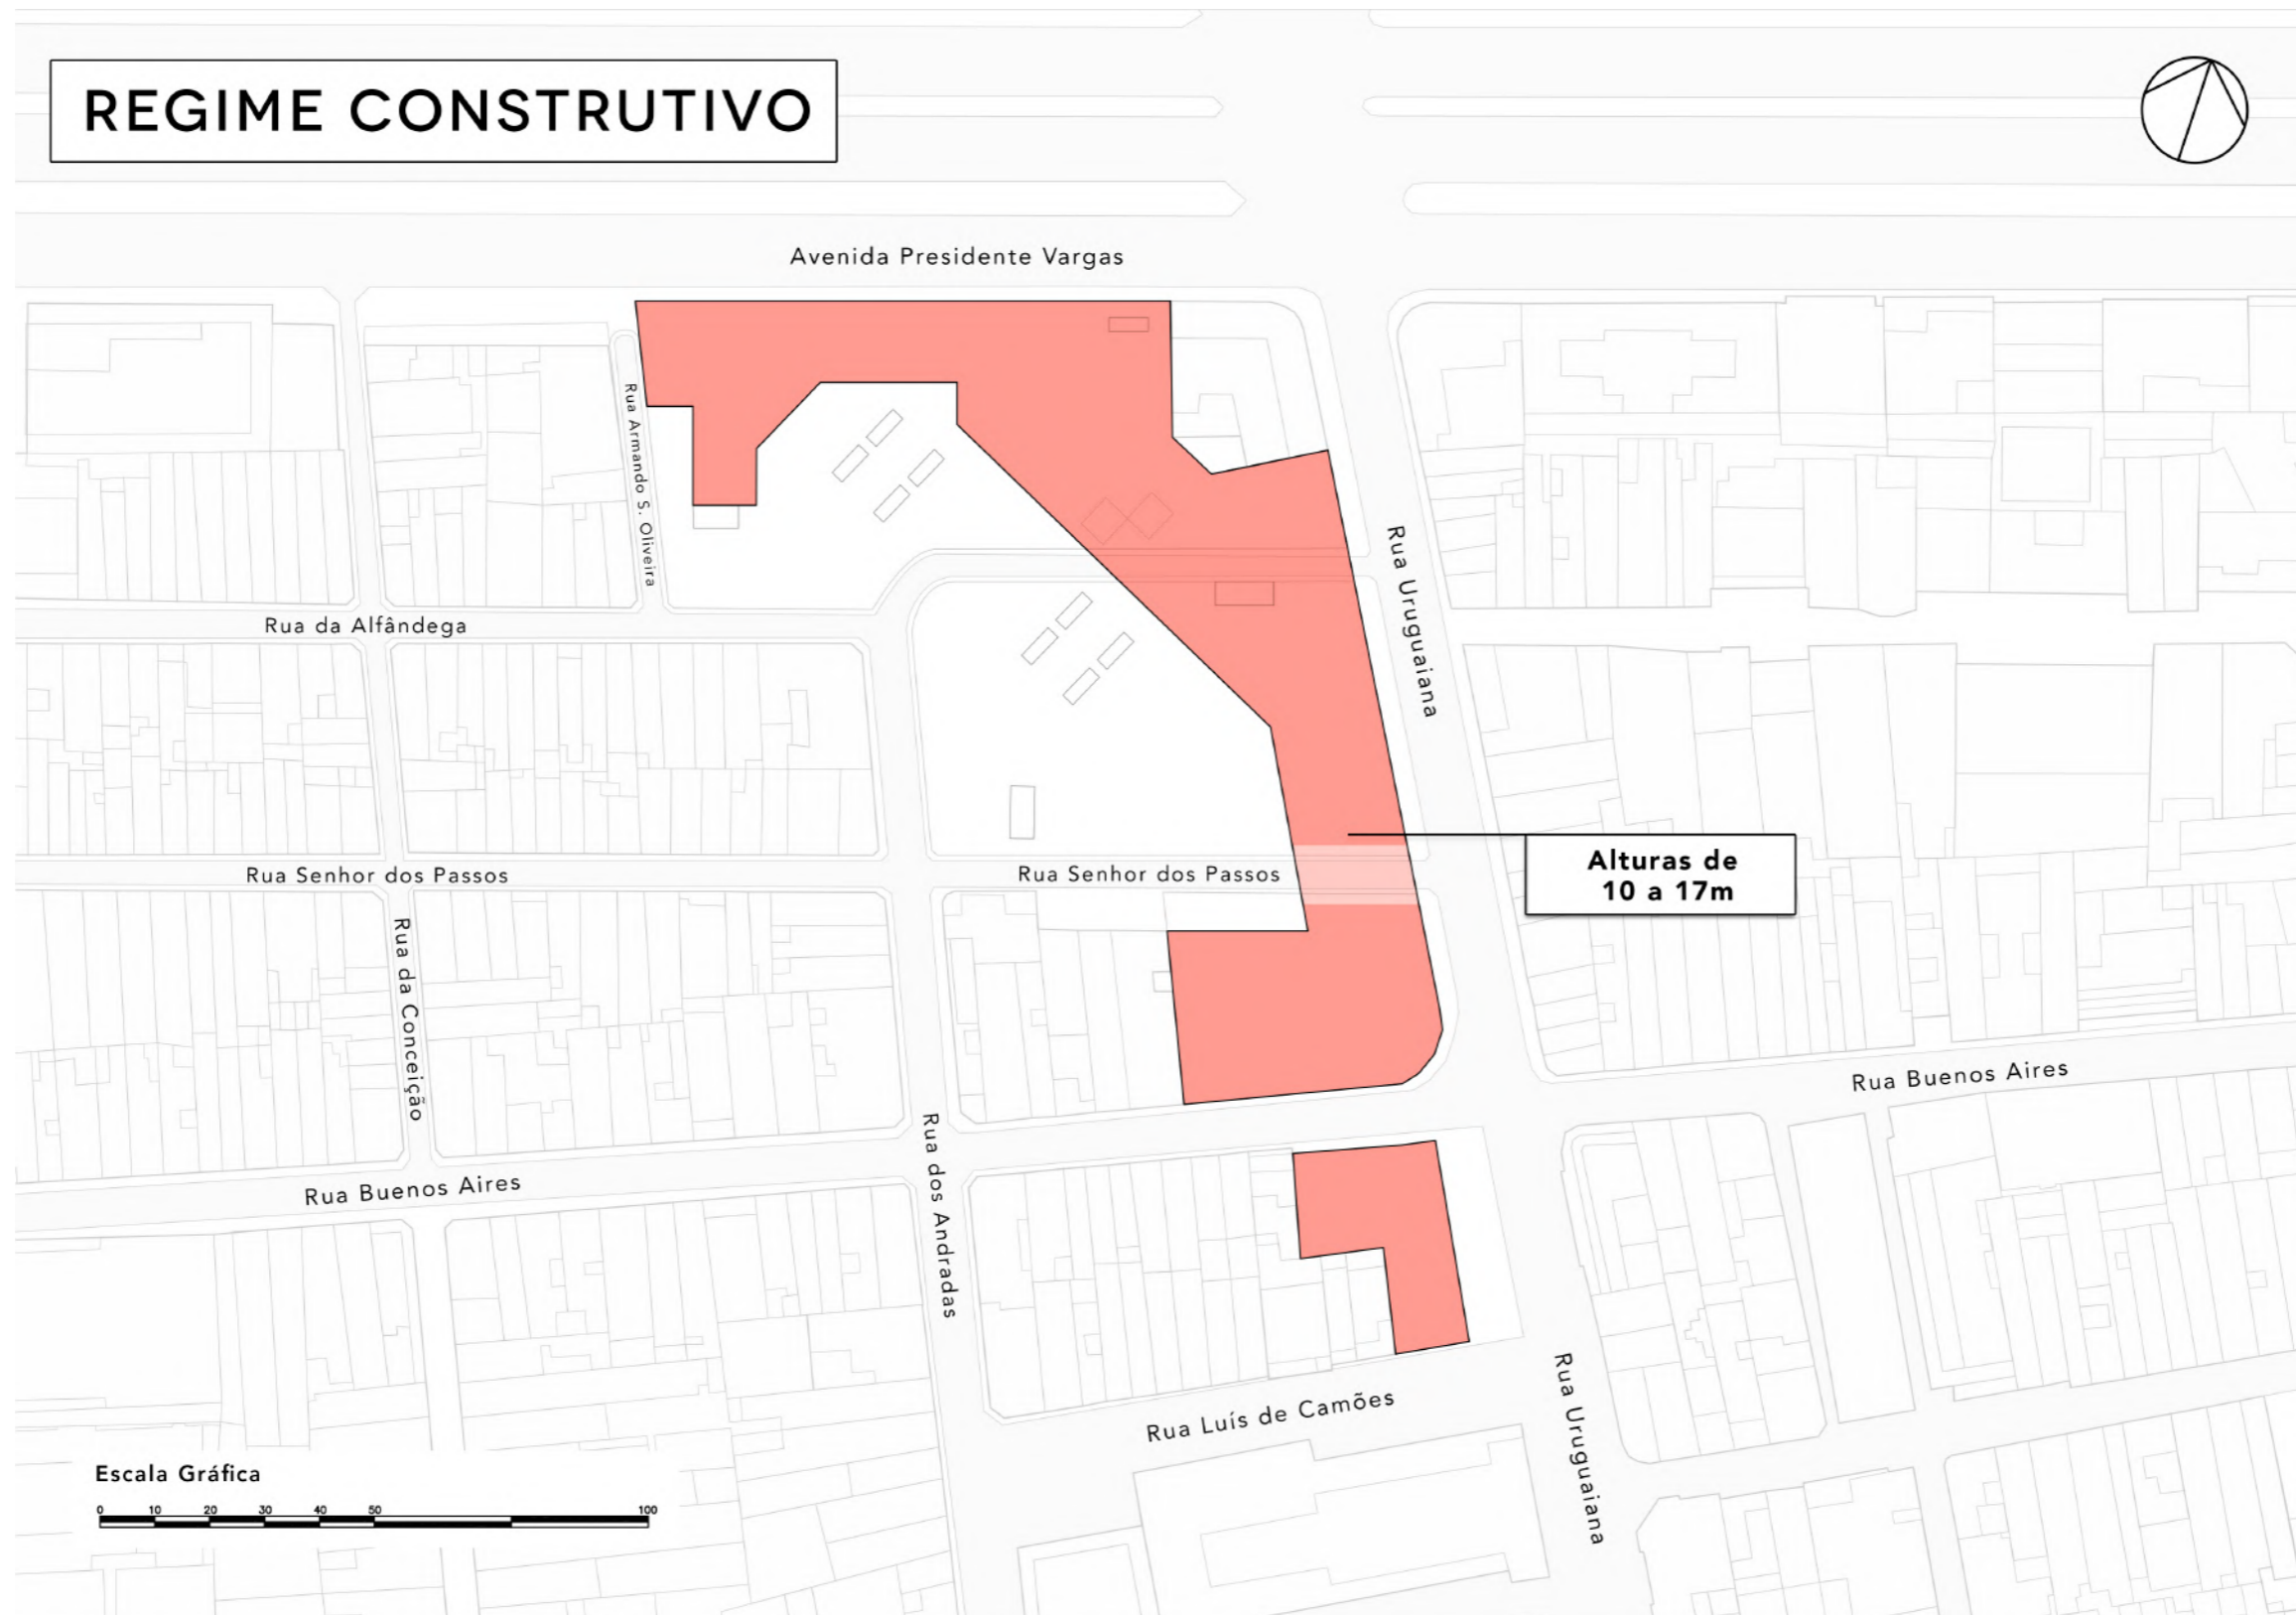 REGIME CONSTRUTIVO
Avenida Presidente Vargas
Rua Armando S. Oliveira
Rua Uruguaiana
Rua da Alfândega
Alturas de
10 a 17m
Rua Senhor dos Passos
Rua Senhor dos Passos
Rua da Conceição
Rua Buenos Aires
Rua dos Andradas
Rua Buenos Aires
Rua Luís de Camões
Rua Uruguaiana
Escala Gráfica
0 10 20 30 40 50 100